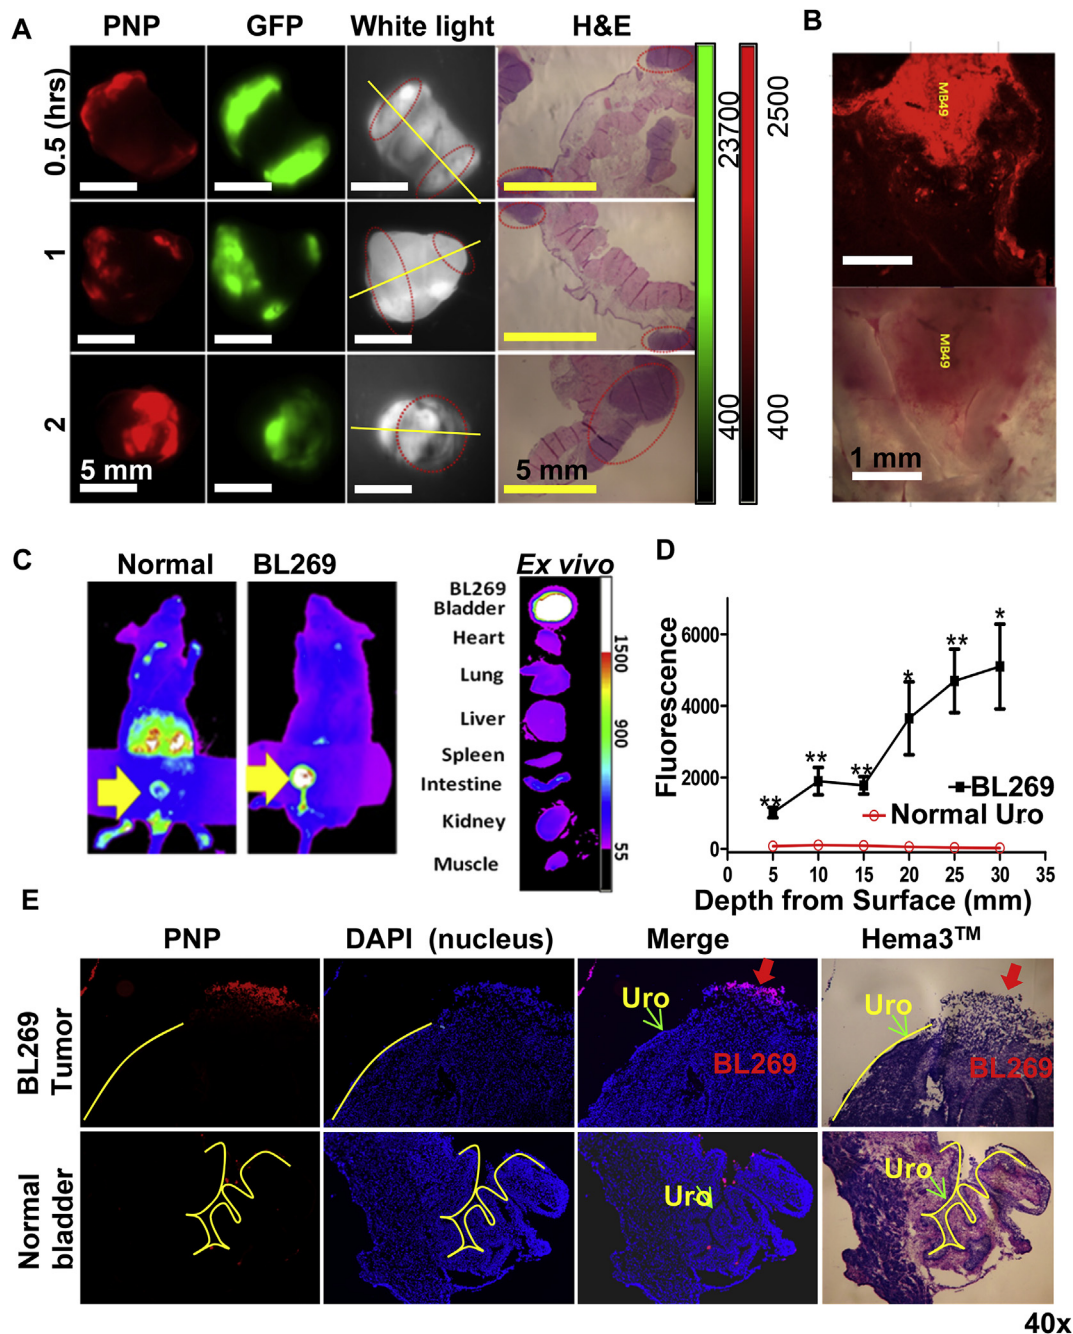 A
PNP
GFP
White light
H&E
0.5 (hrs)
1
2
5 mm
5 mm
23700
400
2500
400
B
MB49
MB49
1 mm
C
Normal
BL269
Ex vivo
BL269
Bladder
Heart
Lung
Liver
Spleen
Intestine
Kidney
Muscle
1500
900
55
D
Fluorescence
6000
4000
2000
0
**
**
**
*
**
*
BL269
Normal Uro
0 5 10 15 20 25 30 35
Depth from Surface (mm)
E
PNP
DAPI (nucleus)
Merge
Hema3™
BL269
Tumor
Uro
BL269
Uro
BL269
Normal
bladder
Uro
Uro
40x